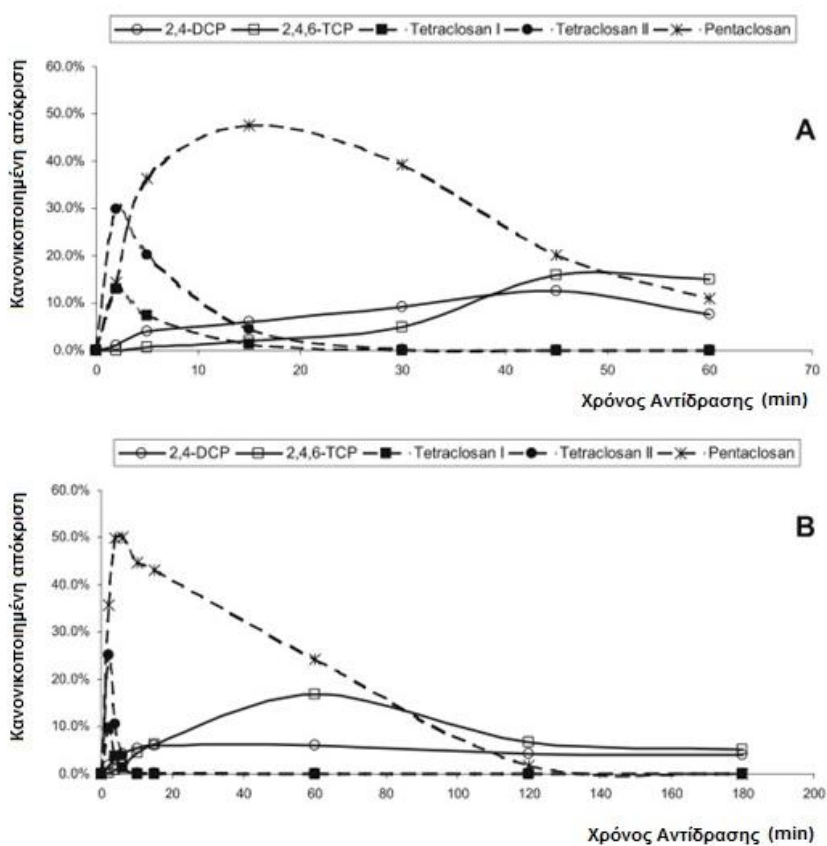 2,4-DCP 2,4,6-TCP Tetraclosan I Tetraclosan II Pentaclosan
Κανονικοποιημένη απόκριση
60.0%
50.0%
40.0%
30.0%
20.0%
10.0%
0.0%
A
0 10 20 30 40 50 60 70
Χρόνος Αντίδρασης (min)
2,4-DCP 2,4,6-TCP Tetraclosan I Tetraclosan II Pentaclosan
Κανονικοποιημένη απόκριση
60.0%
50.0%
40.0%
30.0%
20.0%
10.0%
0.0%
B
0 20 40 60 80 100 120 140 160 180 200
Χρόνος Αντίδρασης (min)